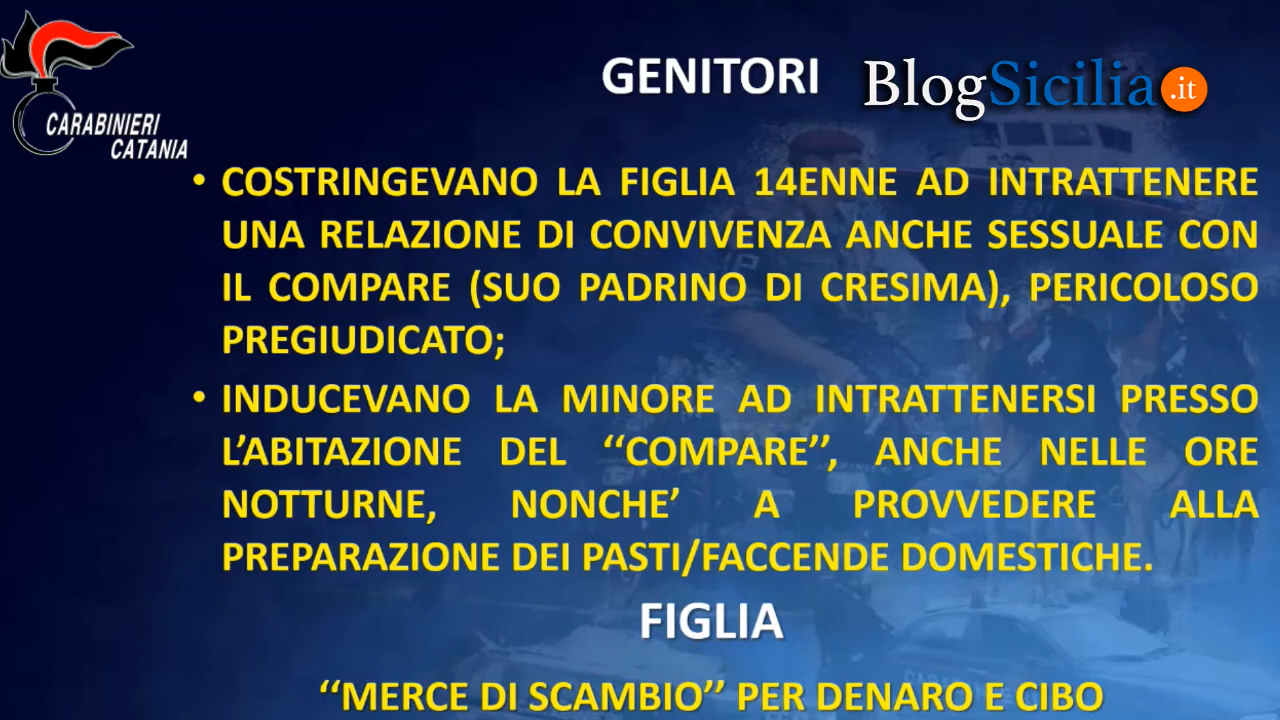 GENITORI
BlogSicilia.it
CARABINIERI
CATANIA
• COSTRINGEVANO LA FIGLIA 14ENNE AD INTRATTENERE
UNA RELAZIONE DI CONVIVENZA ANCHE SESSUALE CON
IL COMPARE (SUO PADRINO DI CRESIMA), PERICOLOSO
PREGIUDICATO;
• INDUCEVANO LA MINORE AD INTRATTENERSI PRESSO
L’ABITAZIONE DEL ‘‘COMPARE’’, ANCHE NELLE ORE
NOTTURNE, NONCHE’ A PROVVEDERE ALLA
PREPARAZIONE DEI PASTI/FACCENDE DOMESTICHE.
FIGLIA
‘‘MERCE DI SCAMBIO’’ PER DENARO E CIBO